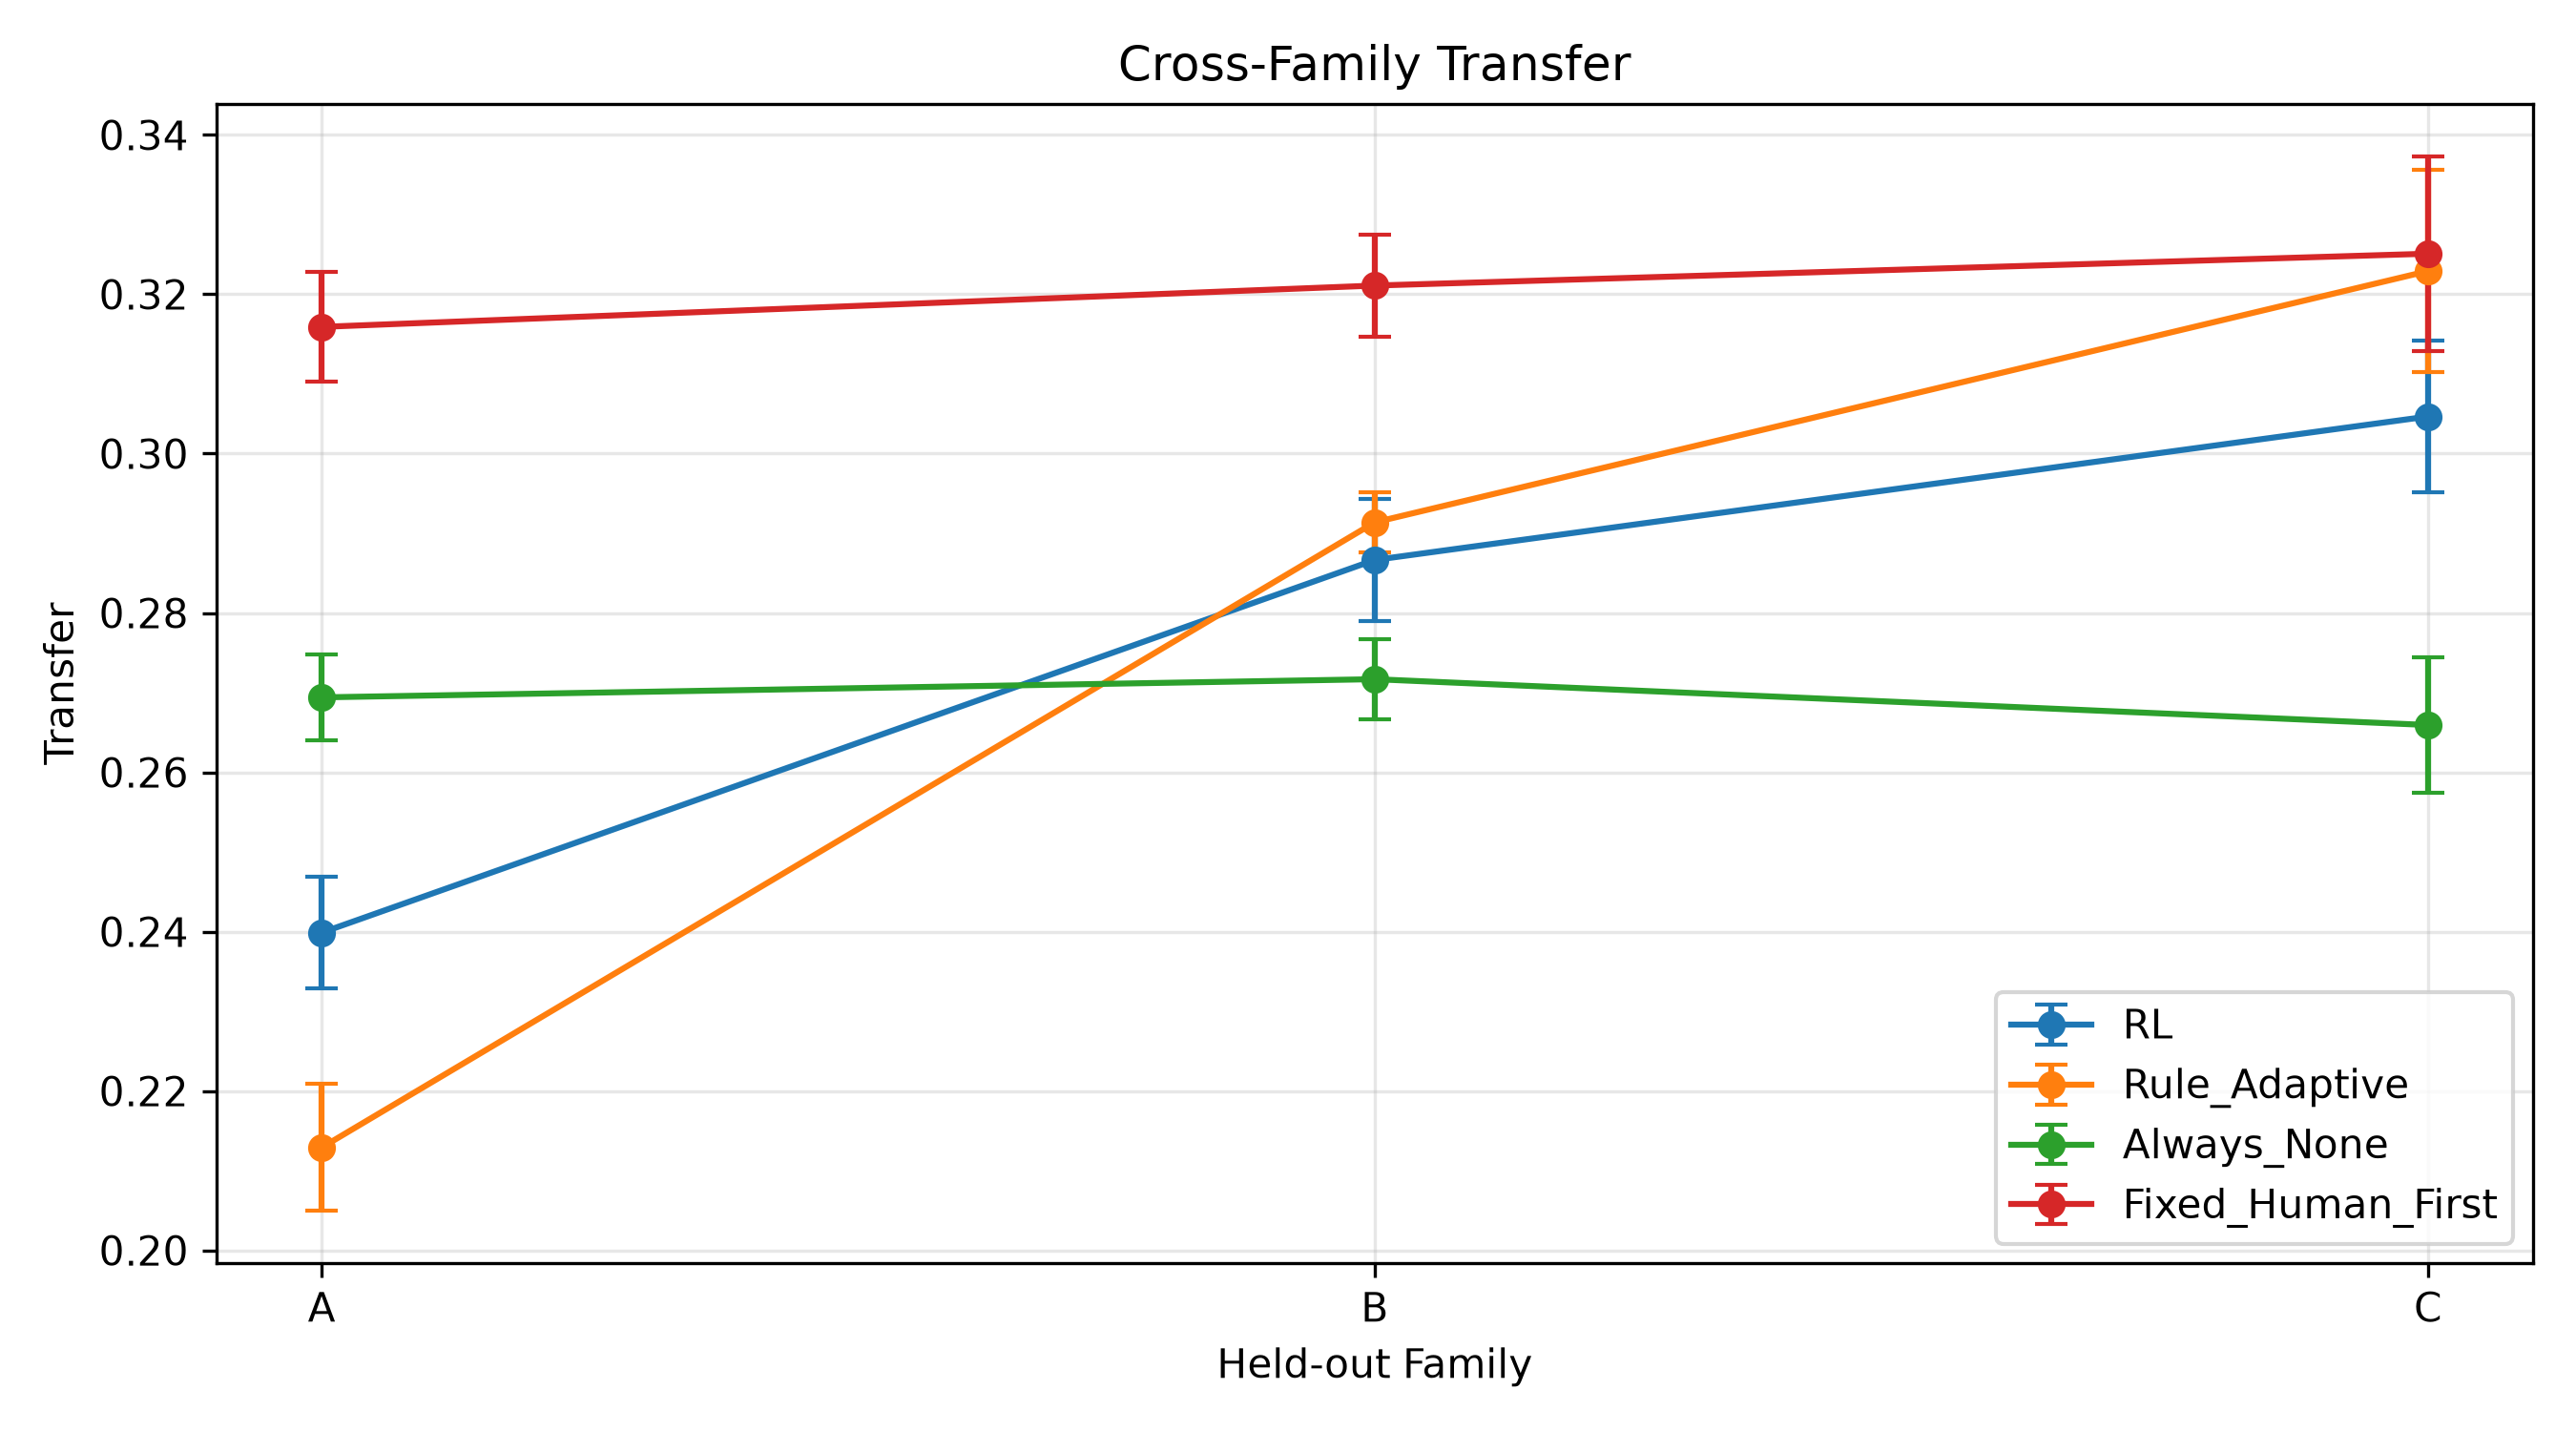 Cross-Family Transfer
0.34
0.32
0.30
0.28
0.26
0.24
0.22
0.20
Transfer
A
B
C
Held-out Family
RL
Rule_Adaptive
Always_None
Fixed_Human_First